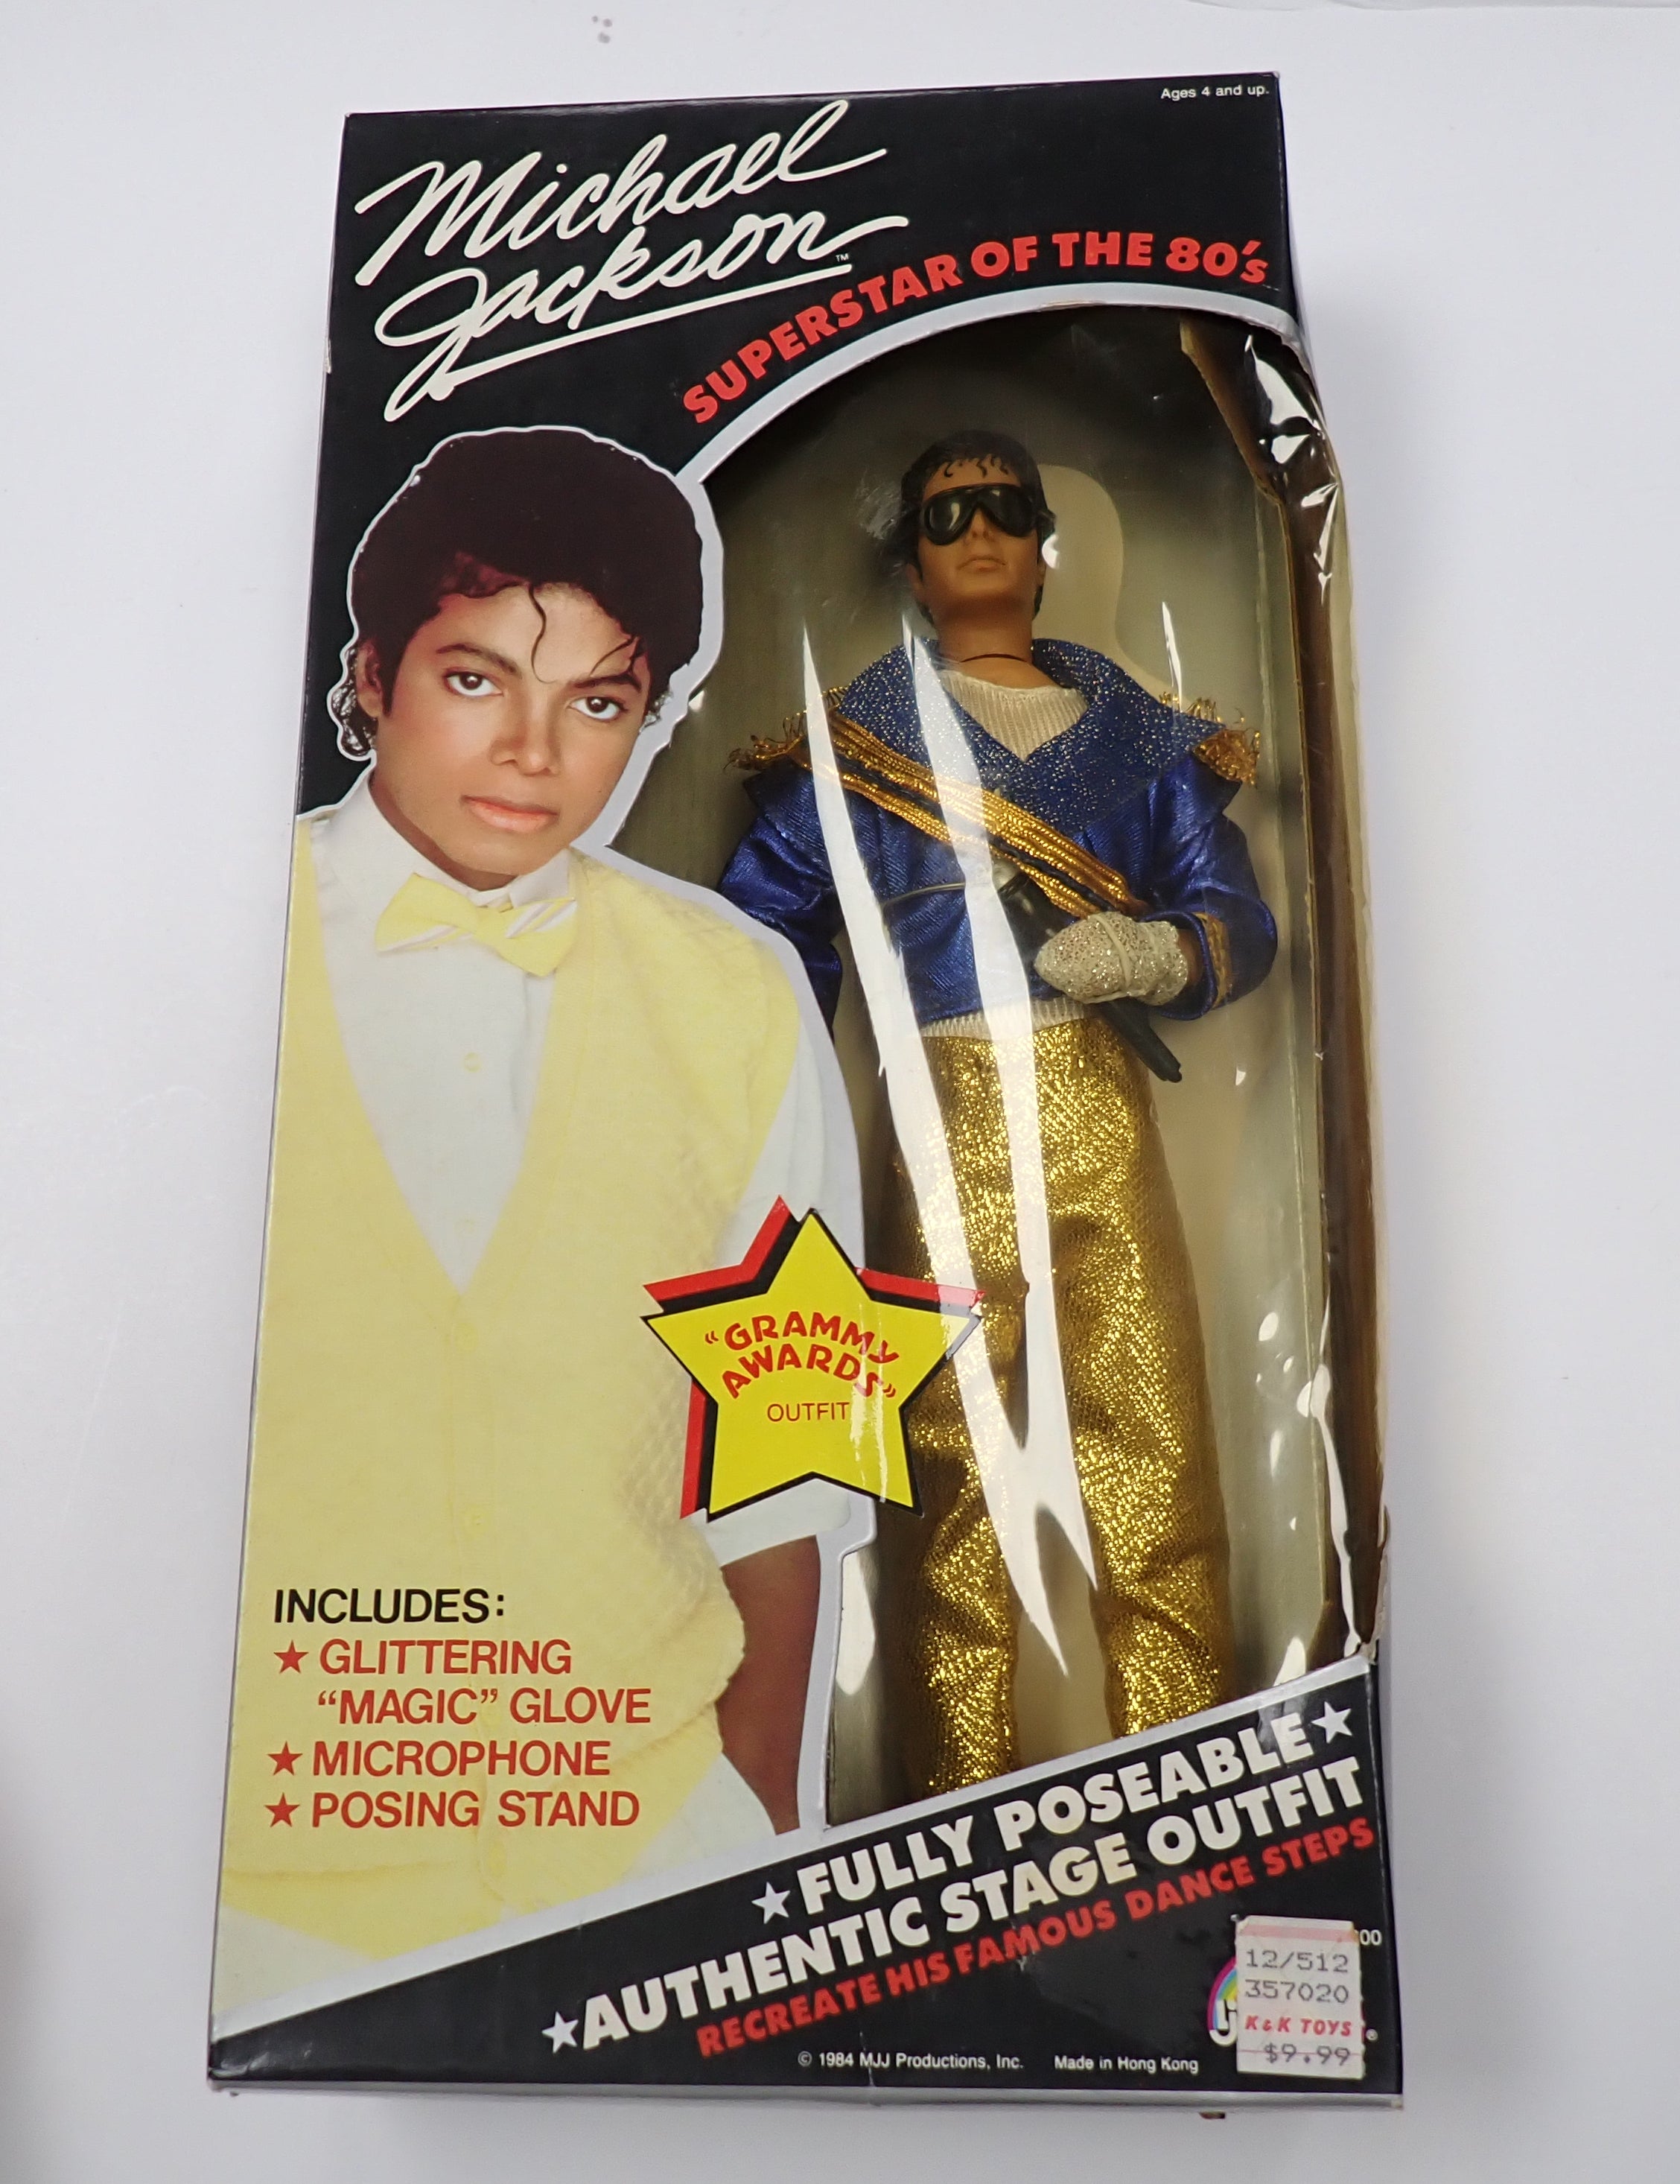 Ages 4 and up.
Michael
Jackson™
SUPERSTAR OF THE 80's
"GRAMMY
AWARDS"
OUTFIT
INCLUDES:
★ GLITTERING
"MAGIC" GLOVE
★ MICROPHONE
★ POSING STAND
★FULLY POSEABLE★
★AUTHENTIC STAGE OUTFIT
RECREATE HIS FAMOUS DANCE STEPS
© 1984 MJJ Productions, Inc. Made in Hong Kong
12/512
357020
K & K TOYS
$9.99